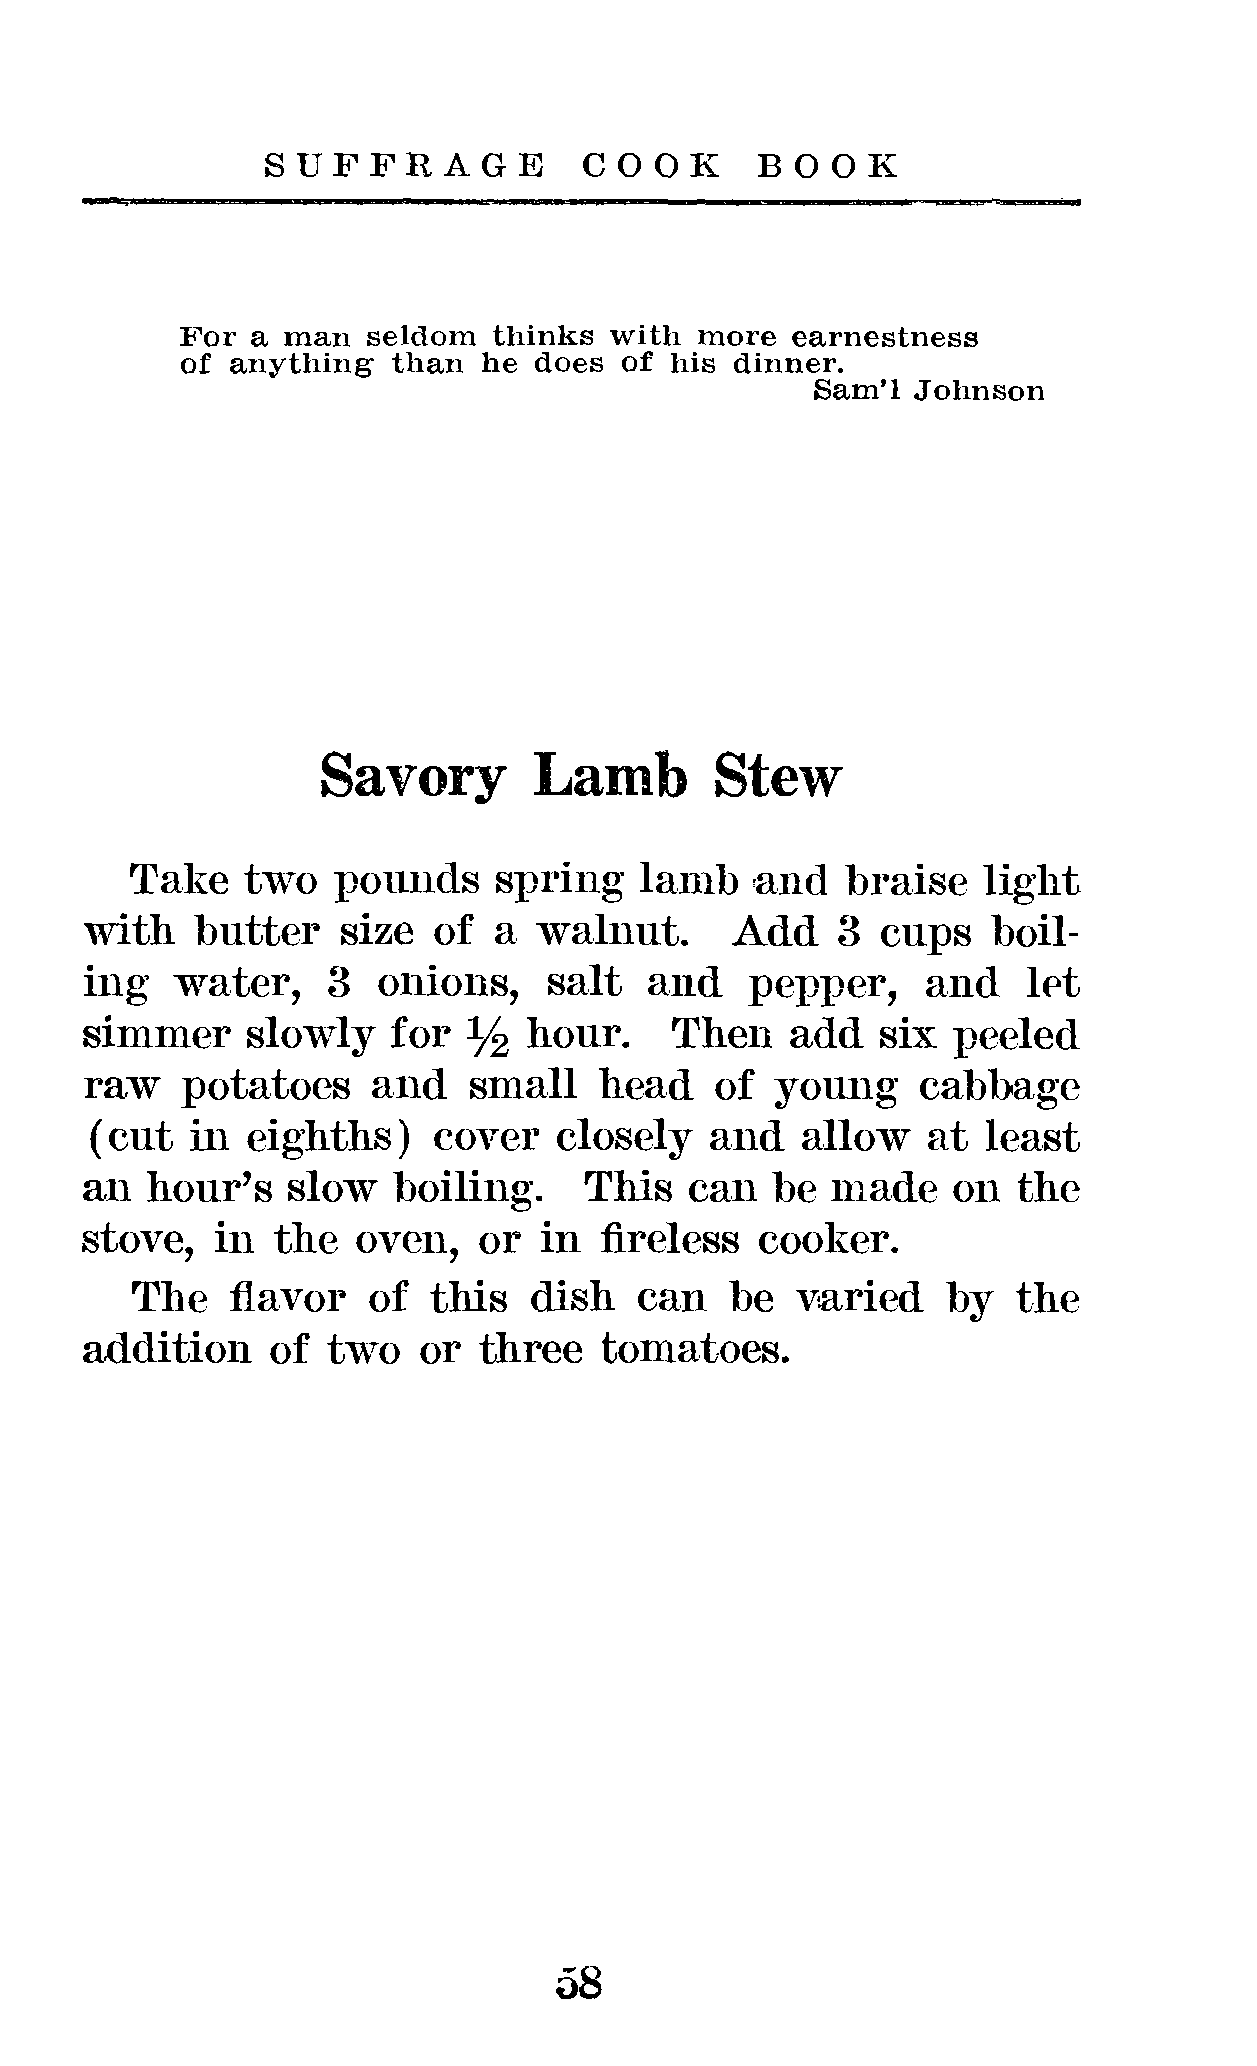 SUFFRAGE COOK BOOK
For a man seldom thinks with more earnestness
of anything than he does of his dinner.
Sam'l Johnson
Savory Lamb Stew
Take two pounds spring lamb and braise light
with butter size of a walnut. Add 3 cups boil-
ing water, 3 onions, salt and pepper, and let
simmer slowly for ½ hour. Then add six peeled
raw potatoes and small head of young cabbage
(cut in eighths) cover closely and allow at least
an hour's slow boiling. This can be made on the
stove, in the oven, or in fireless cooker.
The flavor of this dish can be varied by the
addition of two or three tomatoes.
58